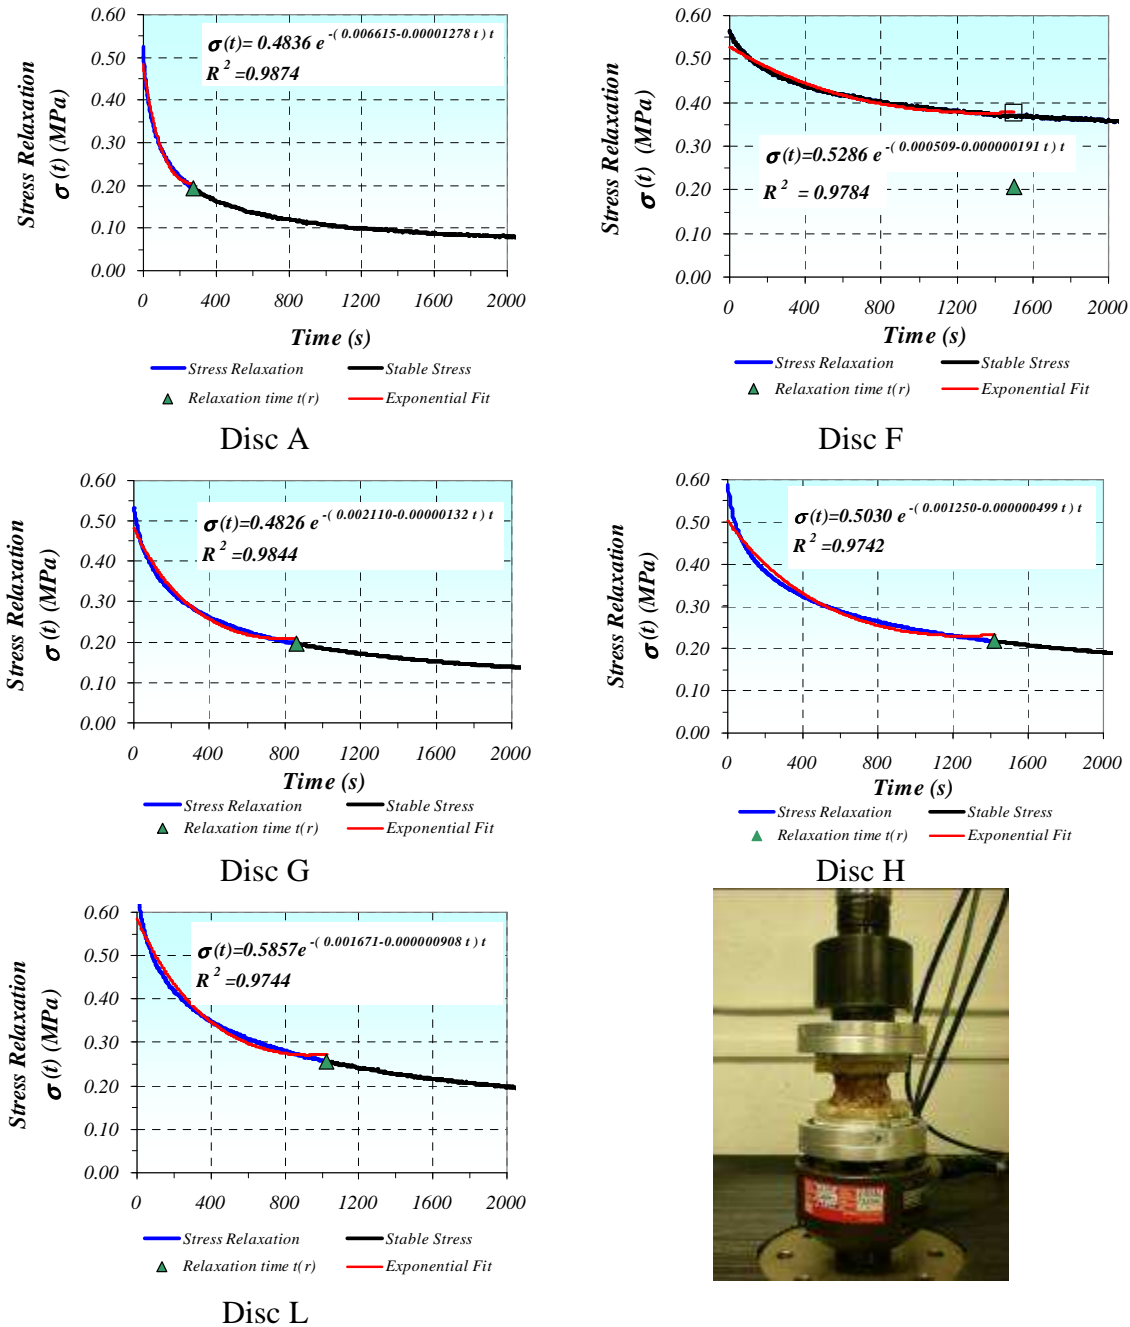 0.60
0.50
0.40
0.30
0.20
0.10
0.00
Stress Relaxation
σ(t) (MPa)
σ(t)= 0.4836 e -( 0.006615-0.00001278 t ) t
R 2 =0.9874
0 400 800 1200 1600 2000
Time (s)
Stress Relaxation Stable Stress
Relaxation time t(r) Exponential Fit
Disc A
0.60
0.50
0.40
0.30
0.20
0.10
0.00
Stress Relaxation
σ(t) (MPa)
σ(t)=0.5286 e -( 0.000509-0.000000191 t ) t
R 2 = 0.9784
0 400 800 1200 1600 2000
Time (s)
Stress Relaxation Stable Stress
Relaxation time t(r) Exponential Fit
Disc F
0.60
0.50
0.40
0.30
0.20
0.10
0.00
Stress Relaxation
σ(t) (MPa)
σ(t)=0.4826 e -( 0.002110-0.00000132 t ) t
R 2 =0.9844
0 400 800 1200 1600 2000
Time (s)
Stress Relaxation Stable Stress
Relaxation time t(r) Exponential Fit
Disc G
0.60
0.50
0.40
0.30
0.20
0.10
0.00
Stress Relaxation
σ(t) (MPa)
σ(t)=0.5030 e -( 0.001250-0.000000499 t ) t
R 2 =0.9742
0 400 800 1200 1600 2000
Time (s)
Stress Relaxation Stable Stress
Relaxation time t(r) Exponential Fit
Disc H
0.60
0.50
0.40
0.30
0.20
0.10
0.00
Stress Relaxation
σ(t) (MPa)
σ(t)=0.5857e -( 0.001671-0.000000908 t ) t
R 2 =0.9744
0 400 800 1200 1600 2000
Time (s)
Stress Relaxation Stable Stress
Relaxation time t(r) Exponential Fit
Disc L